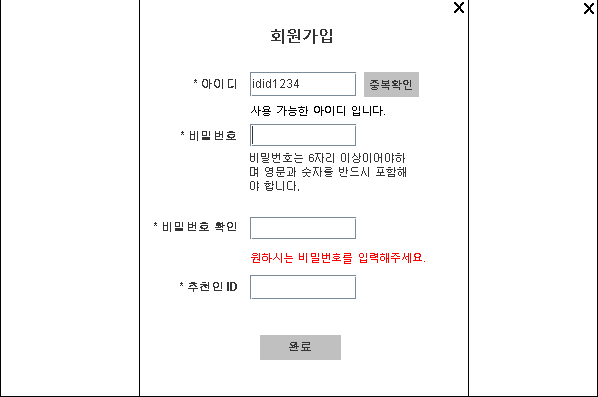 회원가입
* 아이디 idid1234 중복확인
사용 가능한 아이디 입니다.
* 비밀번호
비밀번호는 6자리 이상이어야하
며 영문과 숫자를 반드시 포함해
야 합니다.
* 비밀번호 확인
원하시는 비밀번호를 입력해주세요.
* 추천인 ID
완료